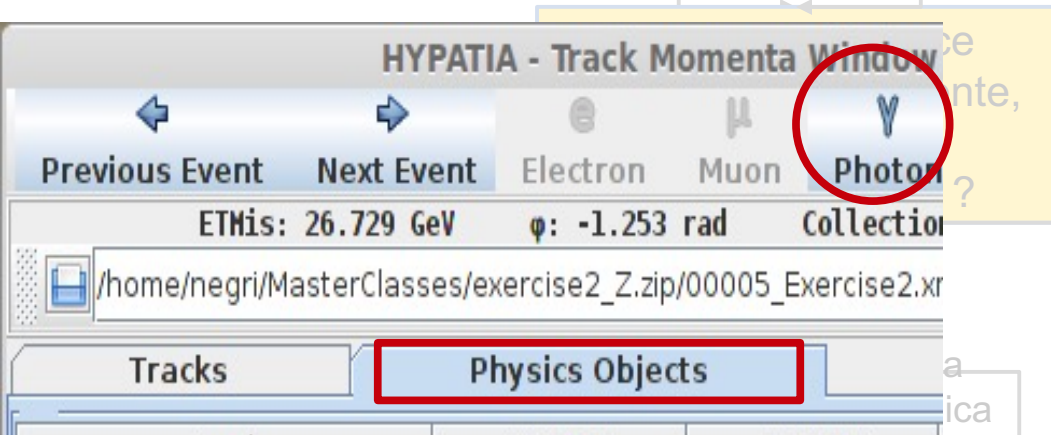 HYPATIA - Track Momenta Window
e μ γ
Previous Event Next Event Electron Muon Photon
ETMis: 26.729 GeV φ: -1.253 rad Collection
/home/negri/MasterClasses/exercise2_Z.zip/00005_Exercise2.xr
Tracks Physics Objects
?